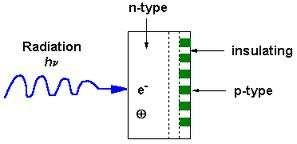 n-type
Radiation
hν
insulating
e⁻
p-type
⊕